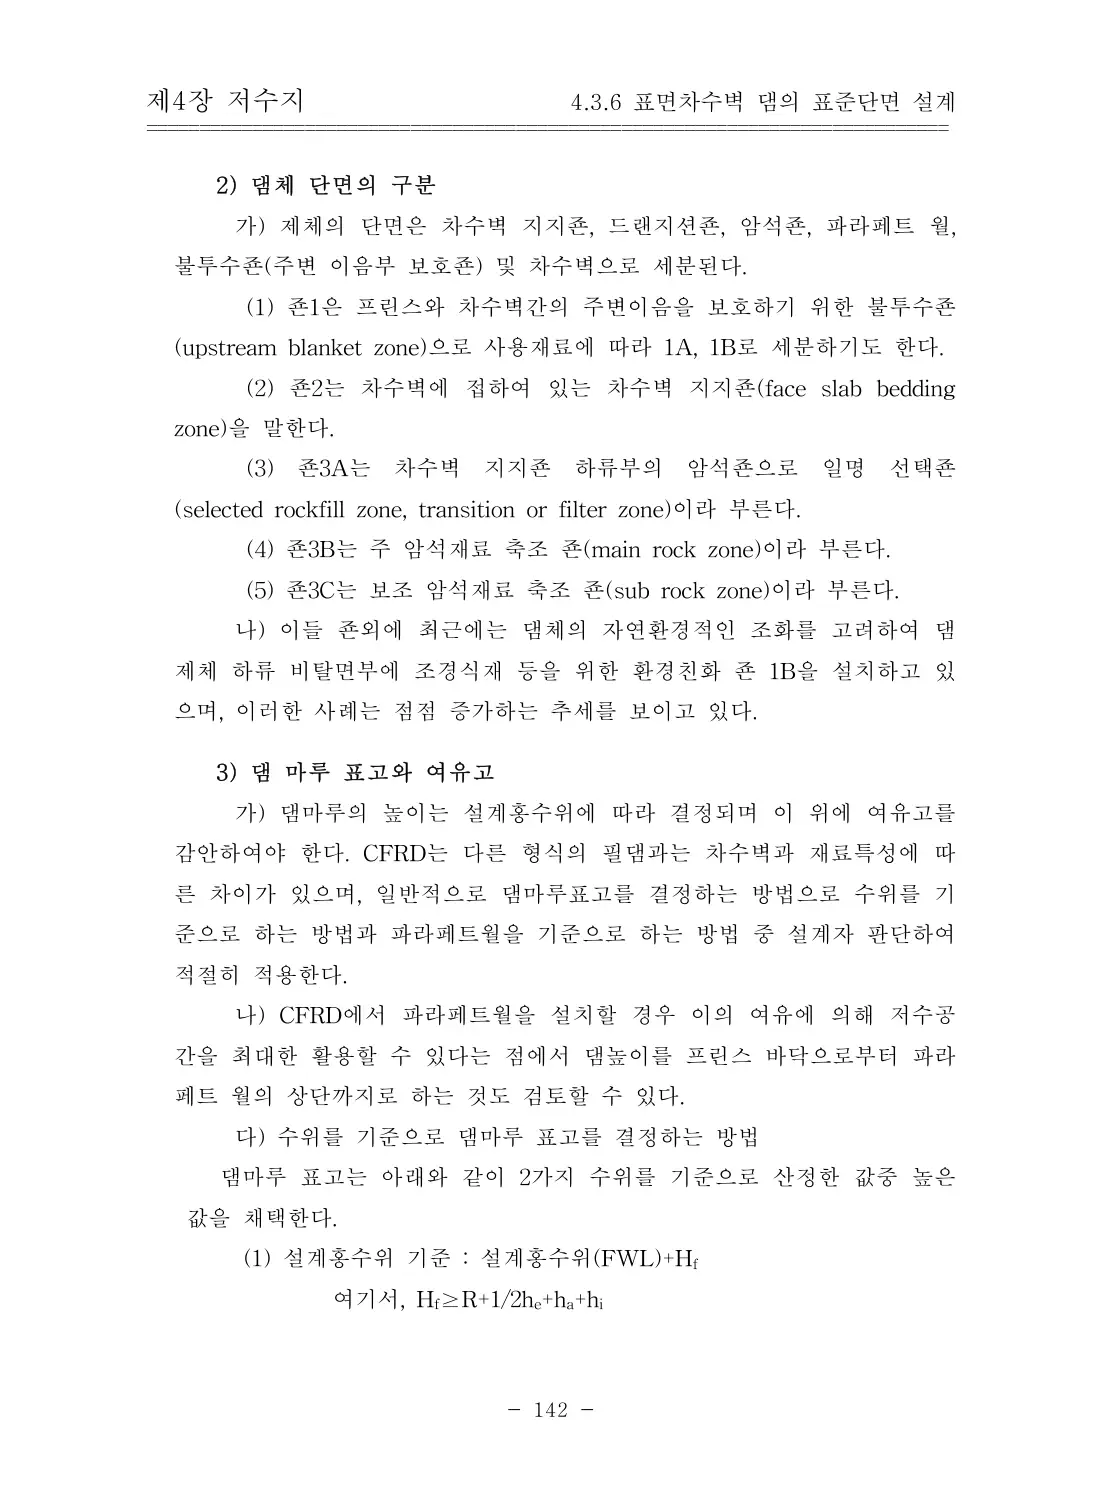 제4장 저수지 4.3.6 표면차수벽 댐의 표준단면 설계
2) 댐체 단면의 구분
가) 제체의 단면은 차수벽 지지죤, 드랜지션죤, 암석죤, 파라페트 월,
불투수죤(주변 이음부 보호죤) 및 차수벽으로 세분된다.
(1) 죤1은 프린스와 차수벽간의 주변이음을 보호하기 위한 불투수죤
(upstream blanket zone)으로 사용재료에 따라 1A, 1B로 세분하기도 한다.
(2) 죤2는 차수벽에 접하여 있는 차수벽 지지죤(face slab bedding
zone)을 말한다.
(3) 죤3A는 차수벽 지지죤 하류부의 암석죤으로 일명 선택죤
(selected rockfill zone, transition or filter zone)이라 부른다.
(4) 죤3B는 주 암석재료 축조 죤(main rock zone)이라 부른다.
(5) 죤3C는 보조 암석재료 축조 죤(sub rock zone)이라 부른다.
나) 이들 죤외에 최근에는 댐체의 자연환경적인 조화를 고려하여 댐
제체 하류 비탈면부에 조경식재 등을 위한 환경친화 죤 1B을 설치하고 있
으며, 이러한 사례는 점점 증가하는 추세를 보이고 있다.
3) 댐 마루 표고와 여유고
가) 댐마루의 높이는 설계홍수위에 따라 결정되며 이 위에 여유고를
감안하여야 한다. CFRD는 다른 형식의 필댐과는 차수벽과 재료특성에 따
른 차이가 있으며, 일반적으로 댐마루표고를 결정하는 방법으로 수위를 기
준으로 하는 방법과 파라페트월을 기준으로 하는 방법 중 설계자 판단하여
적절히 적용한다.
나) CFRD에서 파라페트월을 설치할 경우 이의 여유에 의해 저수공
간을 최대한 활용할 수 있다는 점에서 댐높이를 프린스 바닥으로부터 파라
페트 월의 상단까지로 하는 것도 검토할 수 있다.
다) 수위를 기준으로 댐마루 표고를 결정하는 방법
댐마루 표고는 아래와 같이 2가지 수위를 기준으로 산정한 값중 높은
값을 채택한다.
(1) 설계홍수위 기준 : 설계홍수위(FWL)+Hf
여기서, Hf≥R+1/2he+ha+hi
- 142 -